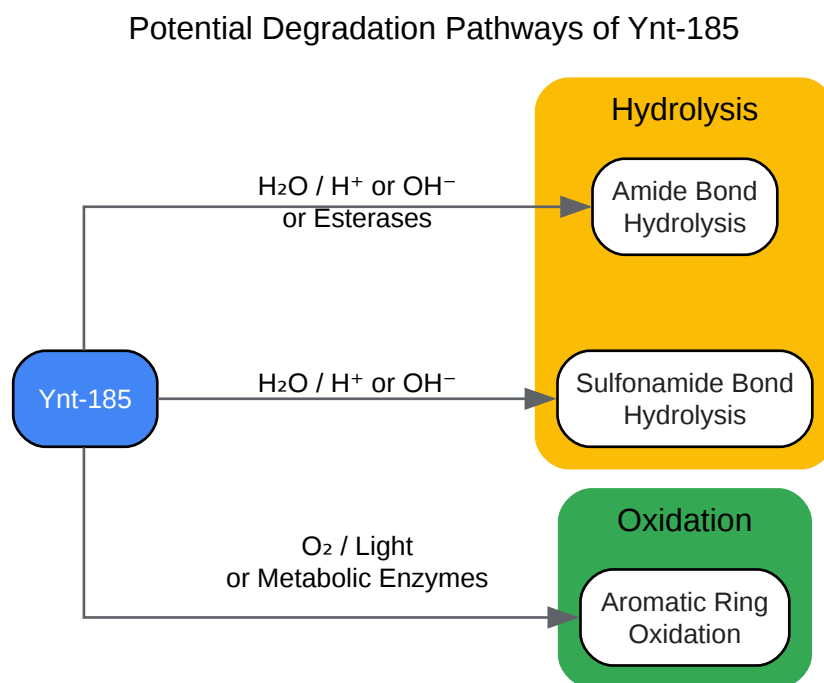 Potential Degradation Pathways of Ynt-185
Hydrolysis
H₂O / H⁺ or OH⁻
or Esterases
Amide Bond
Hydrolysis
Ynt-185
H₂O / H⁺ or OH⁻
Sulfonamide Bond
Hydrolysis
Oxidation
O₂ / Light
or Metabolic Enzymes
Aromatic Ring
Oxidation